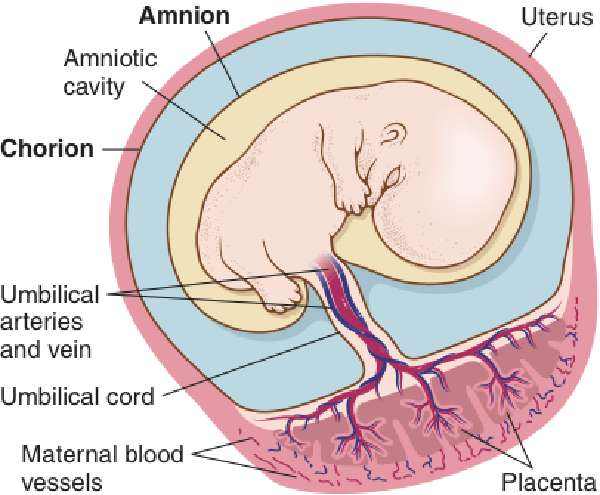 Amnion
Uterus
Amniotic
cavity
Chorion
Umbilical
arteries
and vein
Umbilical cord
Maternal blood
vessels
Placenta